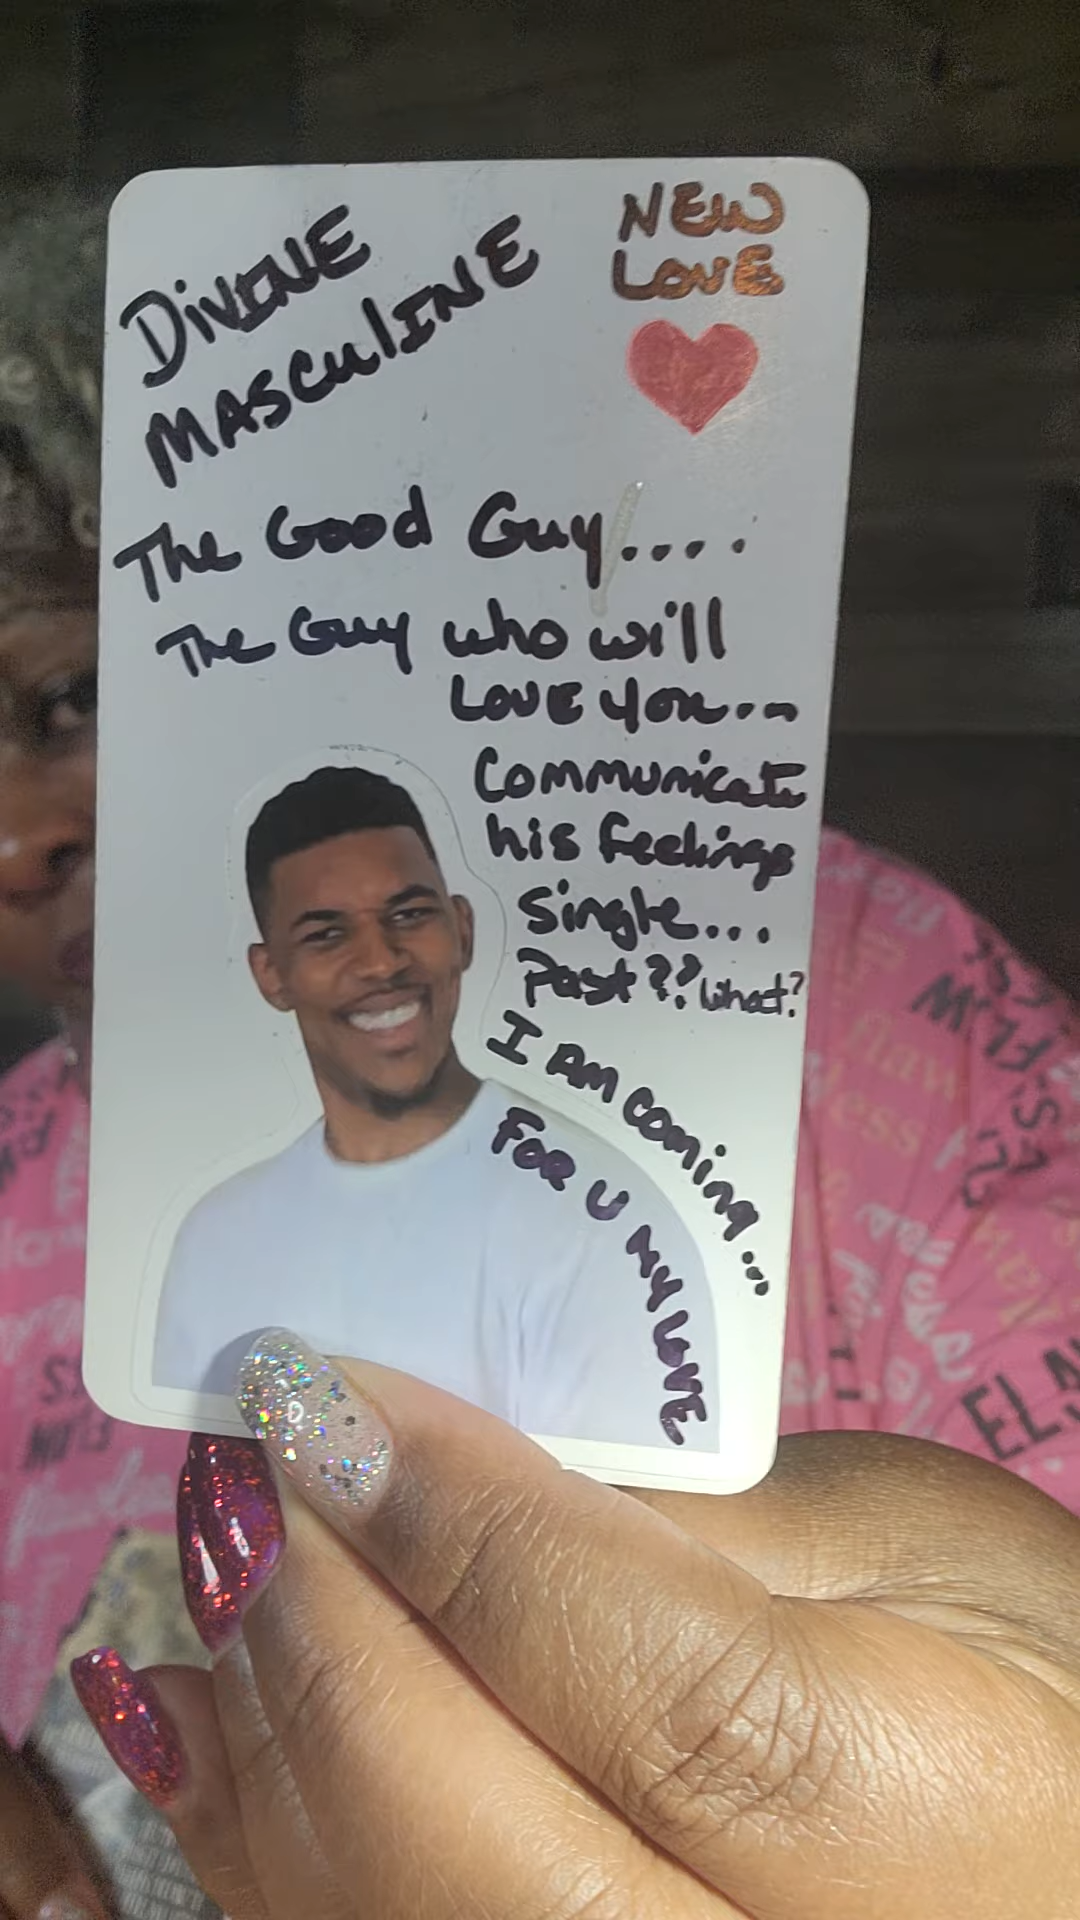 DiVINE
MASCULINE
NEW
LOVE
The Good Guy....
The Guy who will
LOVE you...
Communicate
his feelings
Single...
Past?? What?
I AM coming...
FOR U MY LOVE